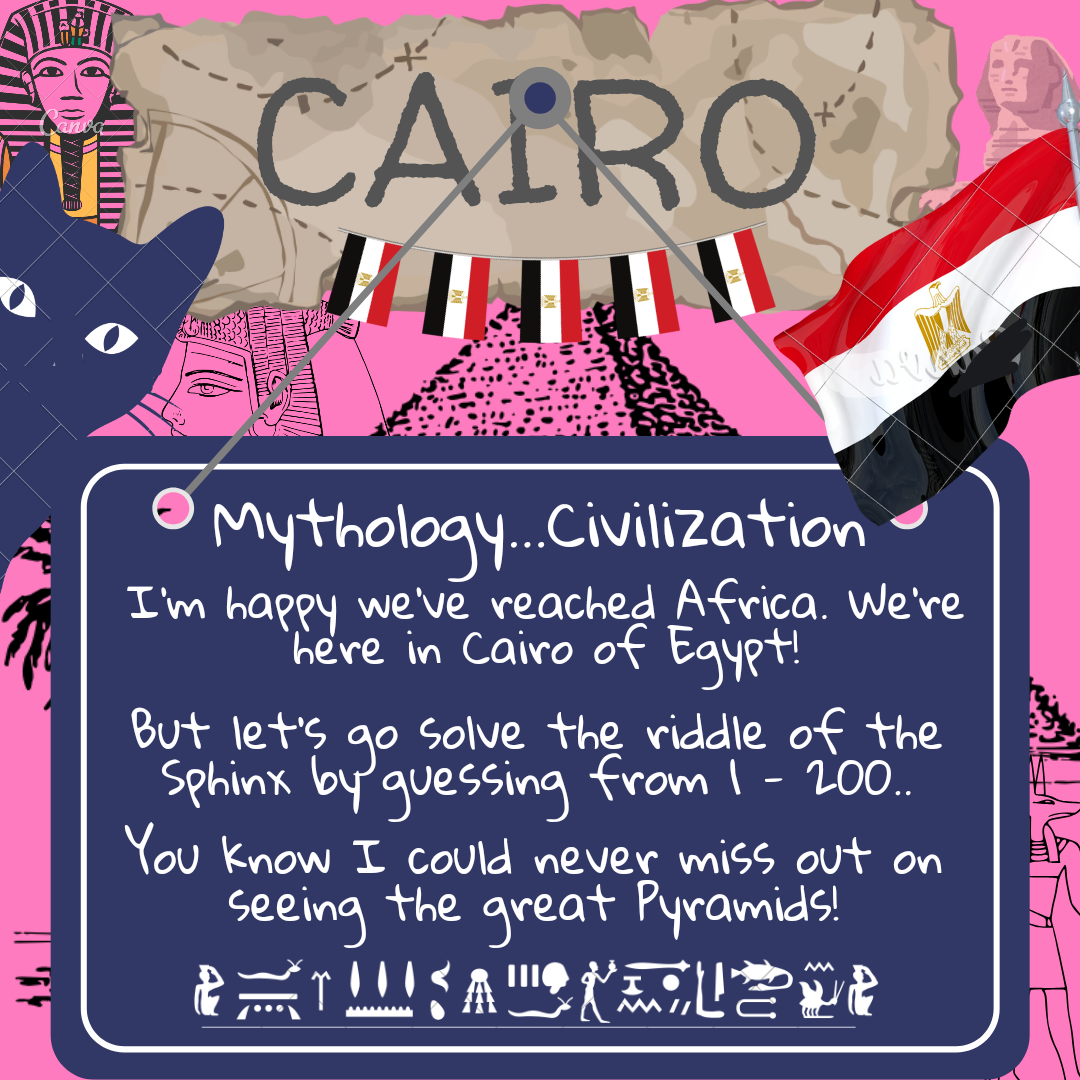 CAIRO
Canva
Mythology...Civilization
I'm happy we've reached Africa. We're
here in Cairo of Egypt!
But let's go solve the riddle of the
Sphinx by guessing from 1 - 200..
You know I could never miss out on
seeing the great Pyramids!